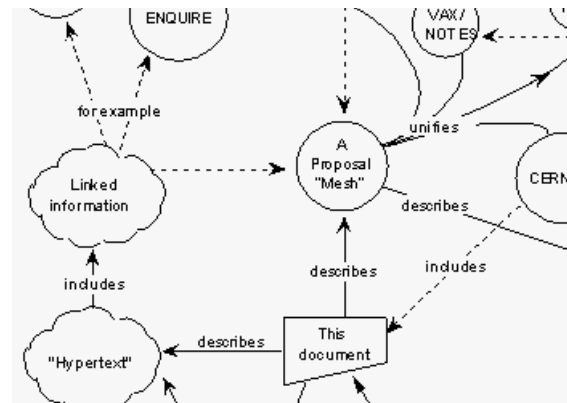 ENQUIRE
VAX/
NOTES
for example
unifies
A
Proposal
"Mesh"
CERN
Linked
information
describes
includes
describes
includes
This
document
describes
"Hypertext"